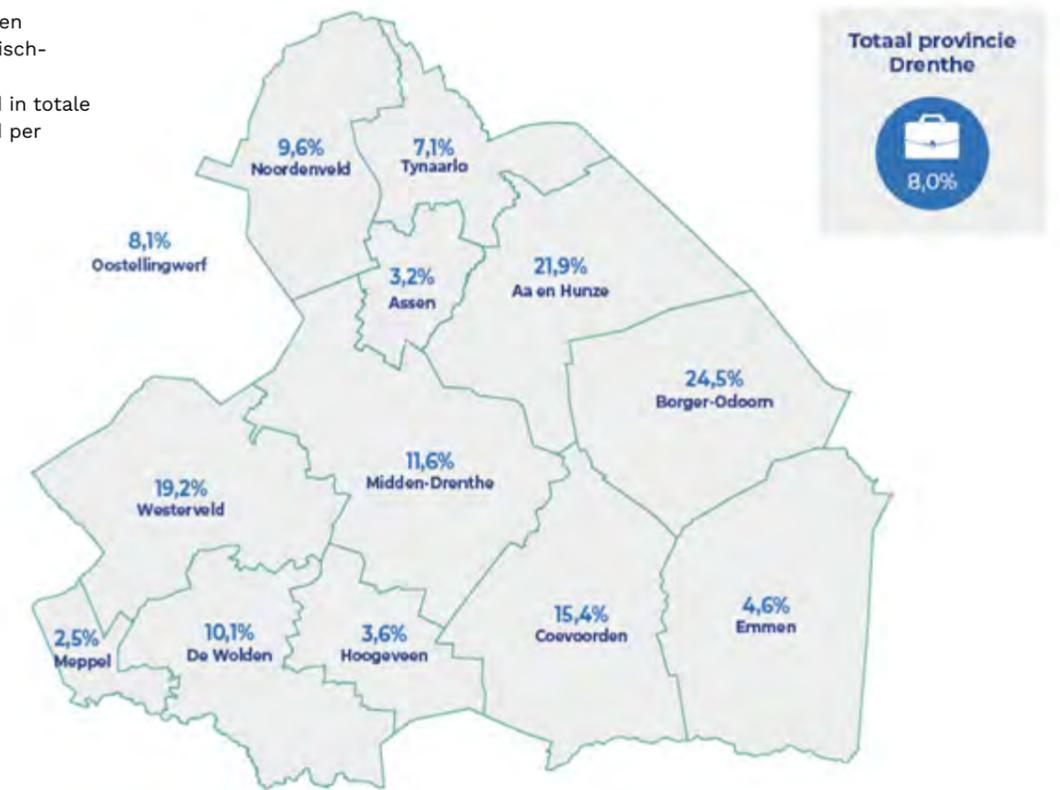 en
isch-
in totale
per
Totaal provincie
Drenthe
8,0%
9,6%
Noordenveld
7,1%
Tynaarlo
8,1%
Oostellingwerf
3,2%
Assen
21,9%
Aa en Hunze
24,5%
Borger-Odoorn
11,6%
Midden-Drenthe
19,2%
Westerveld
2,5%
Meppel
10,1%
De Wolden
3,6%
Hoogeveen
15,4%
Coevoorden
4,6%
Emmen